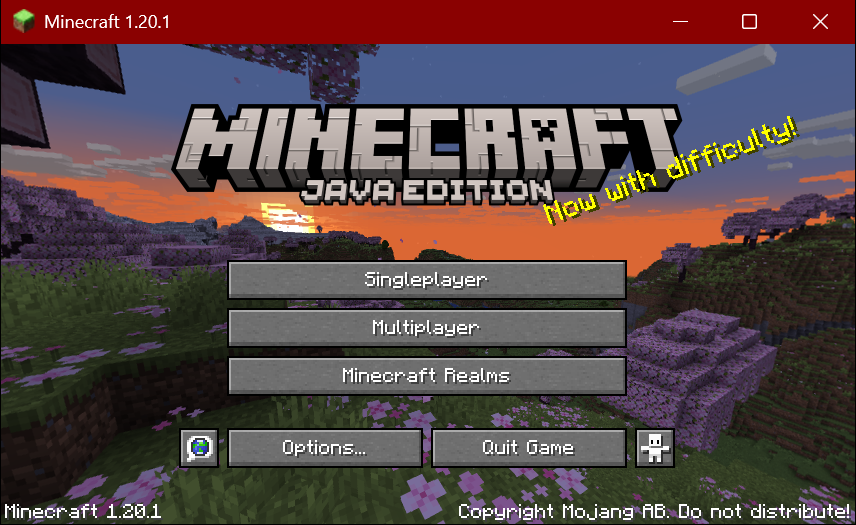 Minecraft 1.20.1
MINECRAFT
JAVA EDITION
Now with difficulty!
Singleplayer
Multiplayer
Minecraft Realms
Options...
Quit Game
Minecraft 1.20.1
Copyright Mojang AB. Do not distribute!